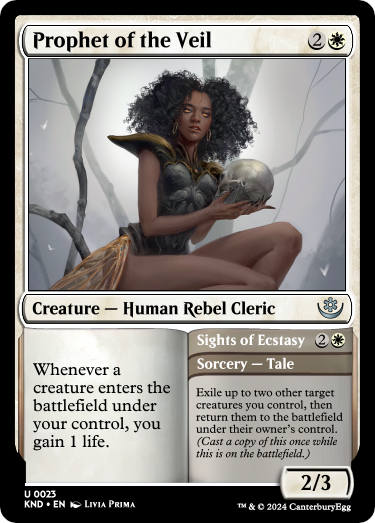 Prophet of the Veil 2
Creature — Human Rebel Cleric
Whenever a
creature enters the
battlefield under
your control, you
gain 1 life.
Sights of Ecstasy 2
Sorcery — Tale
Exile up to two other target
creatures you control, then
return them to the battlefield
under their owner's control.
(Cast a copy of this once while
this is on the battlefield.)
2/3
U 0023
KND • EN LIVIA PRIMA
™ & © 2024 CanterburyEgg